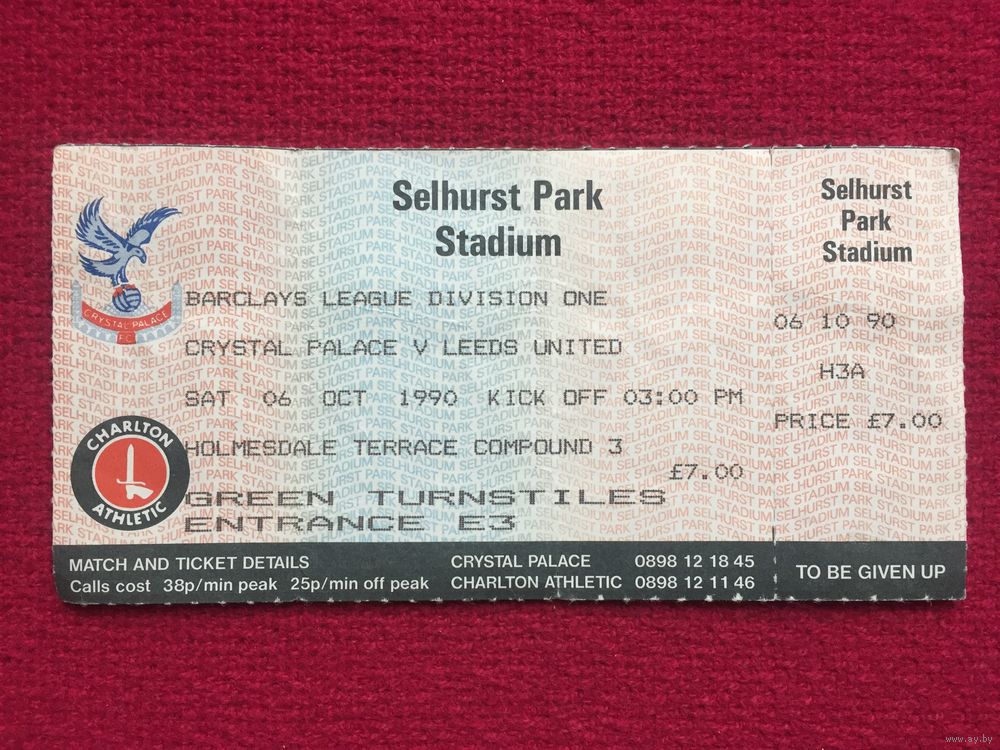 Selhurst Park
Stadium
BARCLAYS LEAGUE DIVISION ONE
CRYSTAL PALACE V LEEDS UNITED
SAT 06 OCT 1990 KICK OFF 03:00 PM
HOLMESDALE TERRACE COMPOUND 3
£7.00
GREEN TURNSTILES
ENTRANCE E3
CRYSTAL PALACE
F.C.
CHARLTON
ATHLETIC
MATCH AND TICKET DETAILS
Calls cost 38p/min peak 25p/min off peak
CRYSTAL PALACE 0898 12 18 45
CHARLTON ATHLETIC 0898 12 11 46
Selhurst
Park
Stadium
06 10 90
H3A
PRICE £7.00
TO BE GIVEN UP
www.ay.by